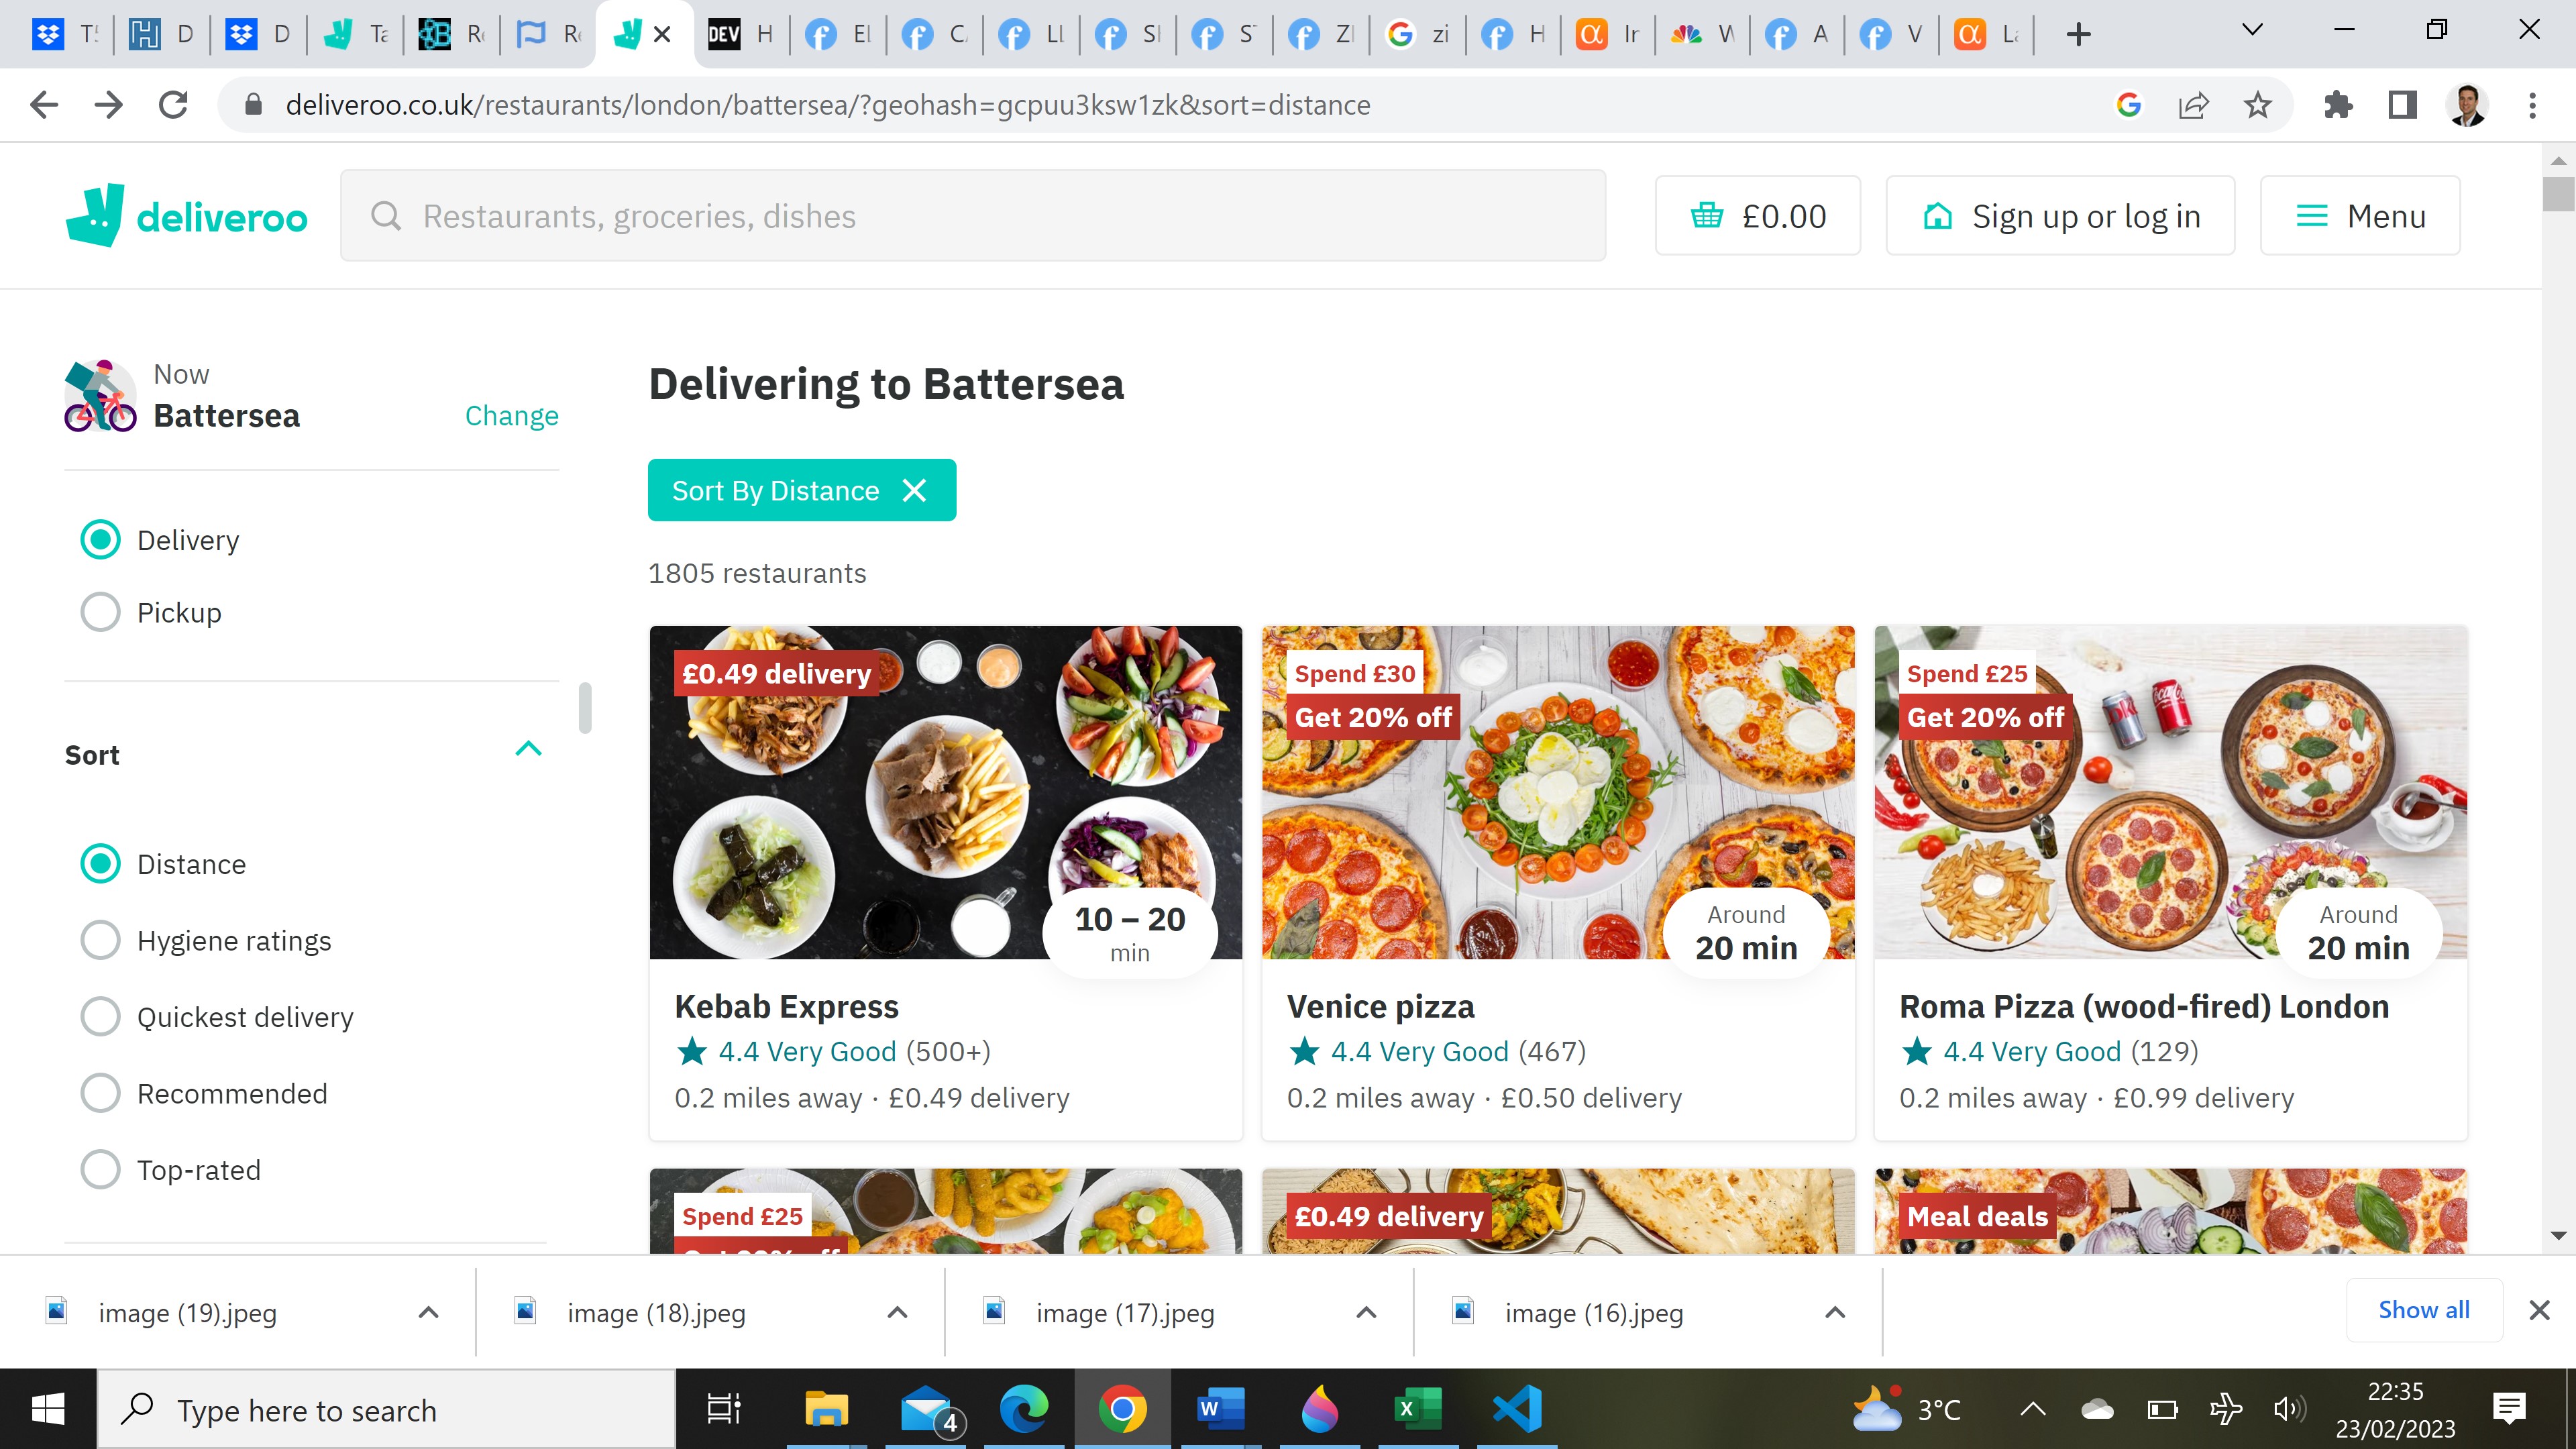 T
D
D
Ta
Re
Re
DEV H
El
C
LI
SI
S
ZI
zi
H
Ir
W
A
V
La
deliveroo.co.uk/restaurants/london/battersea/?geohash=gcpuu3ksw1zk&sort=distance
deliveroo
Restaurants, groceries, dishes
£0.00
Sign up or log in
Menu
Now
Battersea
Change
Delivery
Pickup
Sort
Distance
Hygiene ratings
Quickest delivery
Recommended
Top-rated
Delivering to Battersea
Sort By Distance
1805 restaurants
£0.49 delivery
10 – 20
min
Kebab Express
4.4 Very Good (500+)
0.2 miles away · £0.49 delivery
Spend £30
Get 20% off
Around
20 min
Venice pizza
4.4 Very Good (467)
0.2 miles away · £0.50 delivery
Spend £25
Get 20% off
Around
20 min
Roma Pizza (wood-fired) London
4.4 Very Good (129)
0.2 miles away · £0.99 delivery
Spend £25
£0.49 delivery
Meal deals
image (19).jpeg
image (18).jpeg
image (17).jpeg
image (16).jpeg
Show all
Type here to search
4
3°C
22:35
23/02/2023